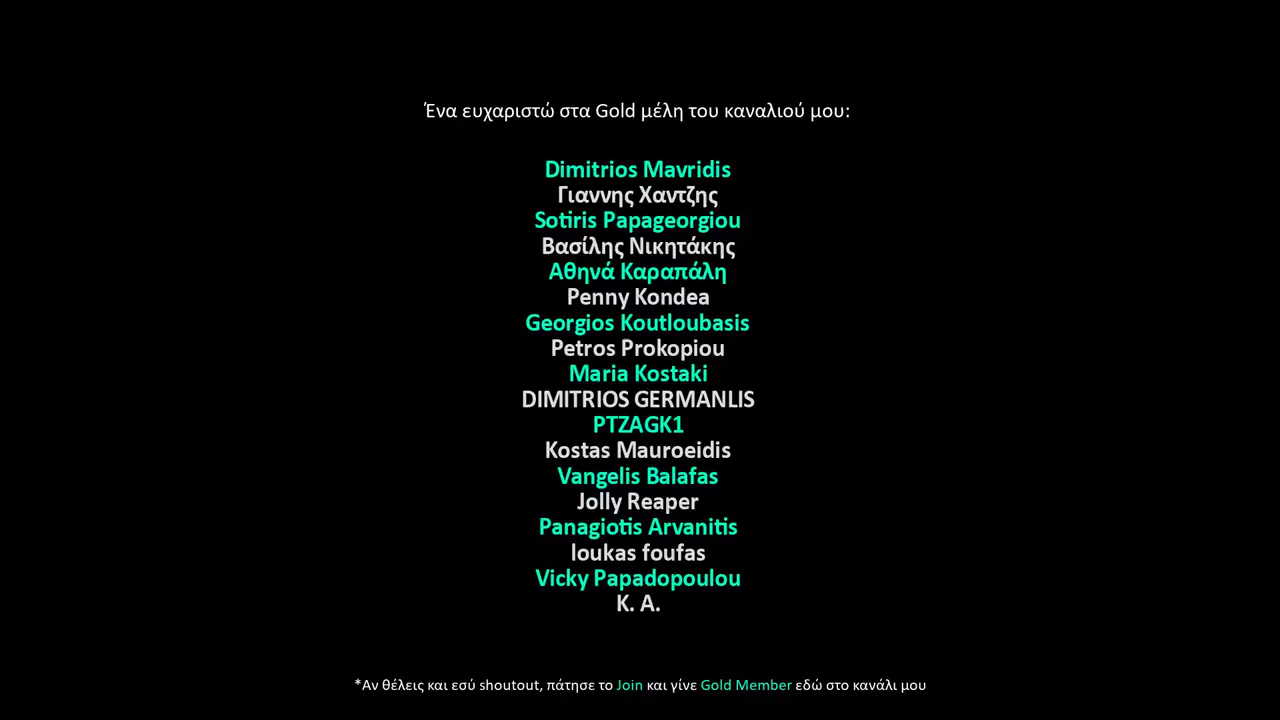 Ένα ευχαριστώ στα Gold μέλη του καναλιού μου:
Dimitrios Mavridis
Γιαννης Χαντζης
Sotiris Papageorgiou
Βασίλης Νικητάκης
Αθηνά Καραπάλη
Penny Kondea
Georgios Koutloubasis
Petros Prokopiou
Maria Kostaki
DIMITRIOS GERMANLIS
PTZAGK1
Kostas Mauroeidis
Vangelis Balafas
Jolly Reaper
Panagiotis Arvanitis
loukas foufas
Vicky Papadopoulou
K. A.
*Αν θέλεις και εσύ shoutout, πάτησε το Join και γίνε Gold Member εδώ στο κανάλι μου